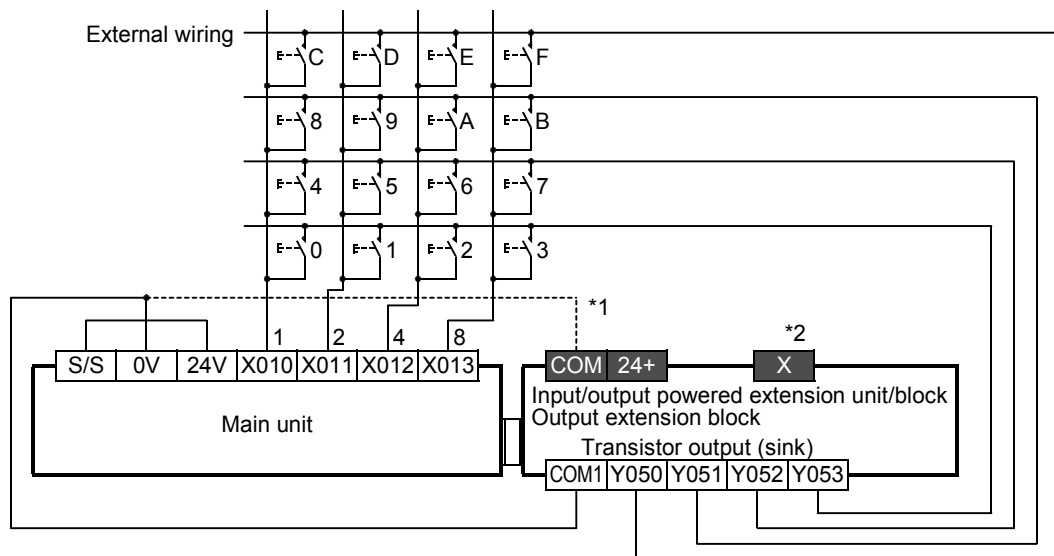 External wiring
C D E F
8 9 A B
4 5 6 7
0 1 2 3
*1
1 2 4 8 *2
S/S 0V 24V X010 X011 X012 X013 COM 24+ X
Input/output powered extension unit/block
Main unit Output extension block
Transistor output (sink)
COM1 Y050 Y051 Y052 Y053